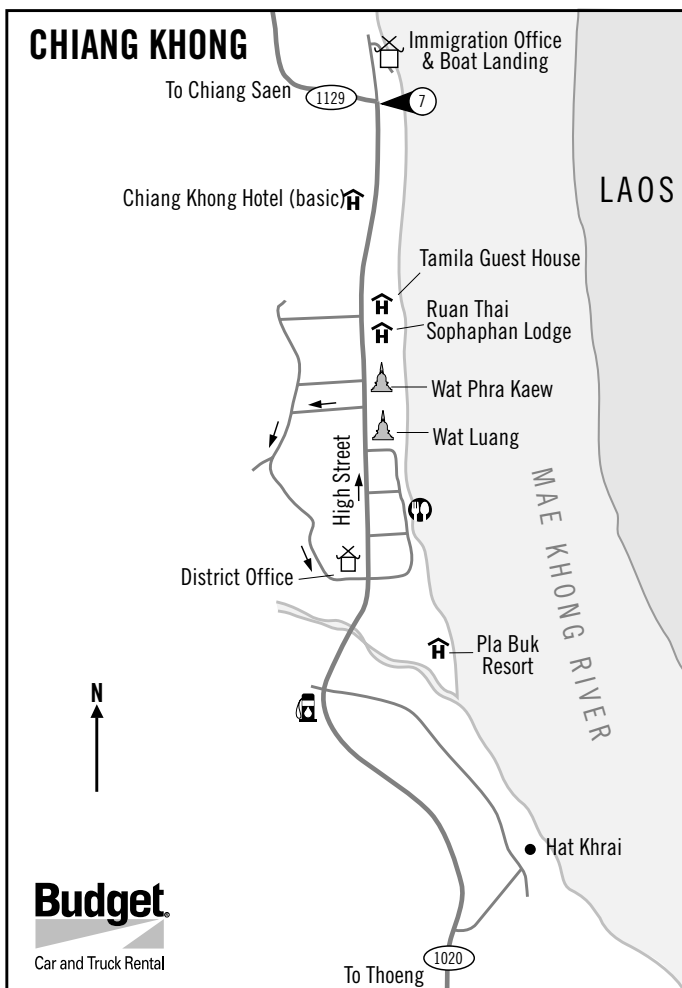 CHIANG KHONG
Immigration Office
& Boat Landing
To Chiang Saen
1129
7
LAOS
Chiang Khong Hotel (basic)
H
Tamila Guest House
H
Ruan Thai
Sophaphan Lodge
H
Wat Phra Kaew
Wat Luang
High Street
MAE KHONG RIVER
District Office
Pla Buk
Resort
H
N
Hat Khrai
Budget®
Car and Truck Rental
1020
To Thoeng